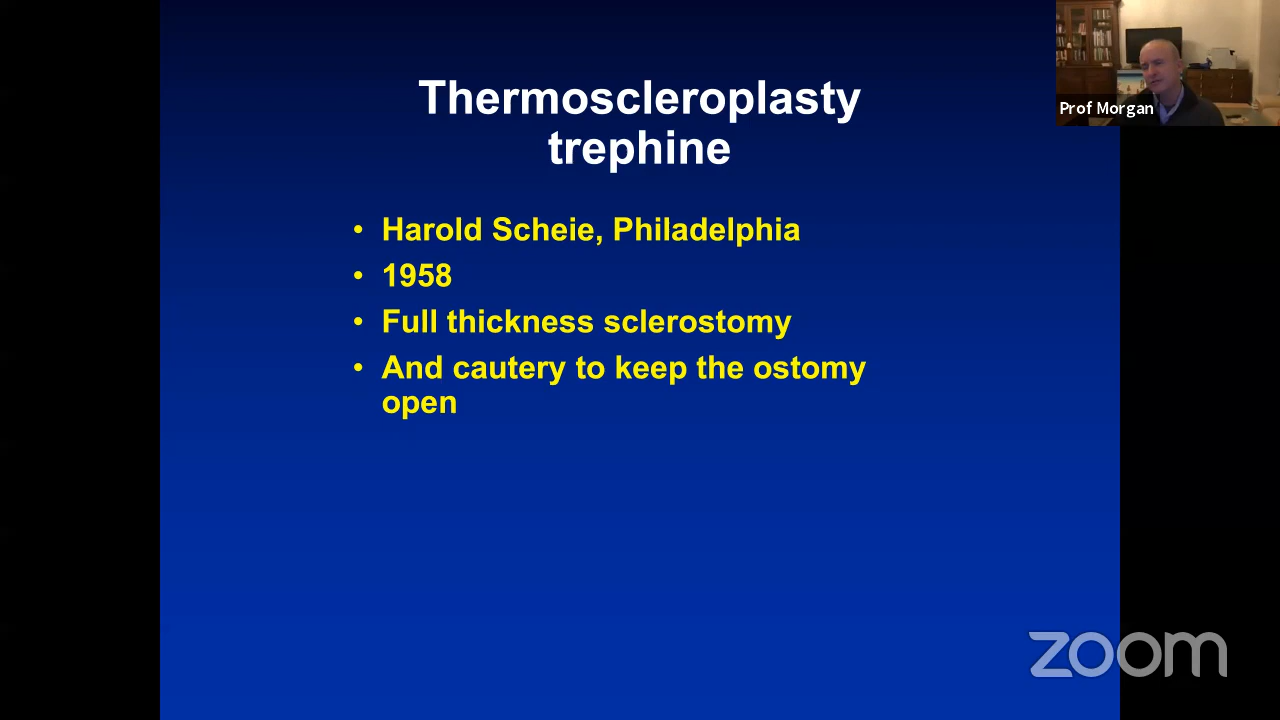 Thermoscleroplasty
trephine
Prof Morgan
• Harold Scheie, Philadelphia
• 1958
• Full thickness sclerostomy
• And cautery to keep the ostomy
open
zoom